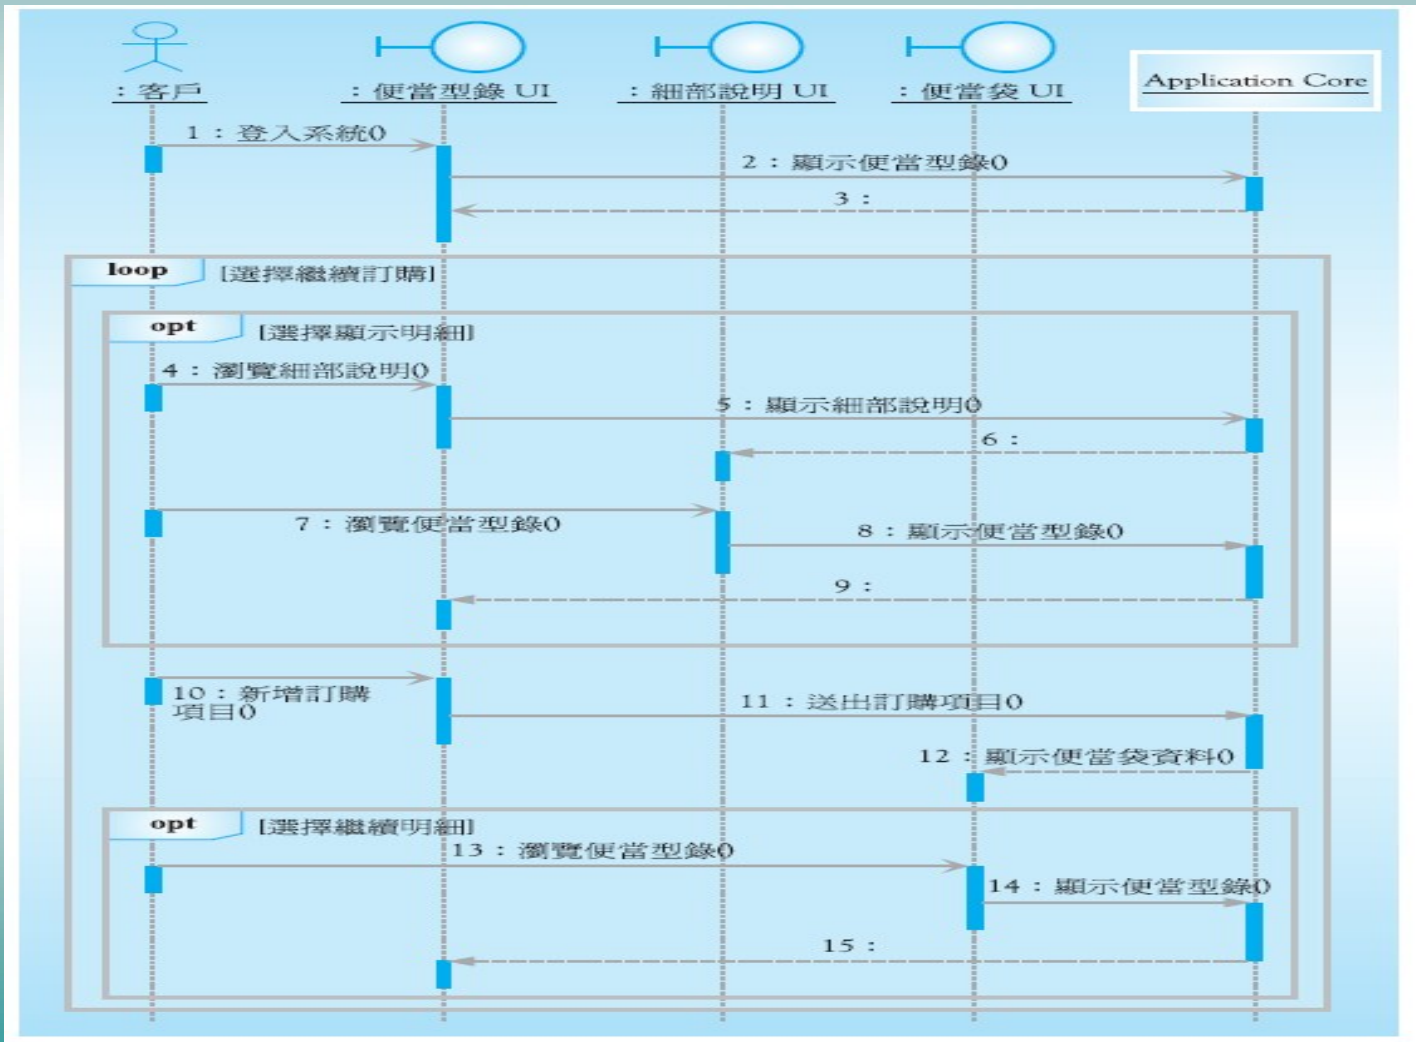 ：客戶
：便當型錄 UI
：細部說明 UI
：便當袋 UI
Application Core
1：登入系統()
2：顯示便當型錄()
3：
loop
[選擇繼續訂購]
opt
[選擇顯示明細]
4：瀏覽細部說明()
5：顯示細部說明()
6：
7：瀏覽便當型錄()
8：顯示便當型錄()
9：
10：新增訂購
項目()
11：送出訂購項目()
12：顯示便當袋資料()
opt
[選擇繼續明細]
13：瀏覽便當型錄()
14：顯示便當型錄()
15：